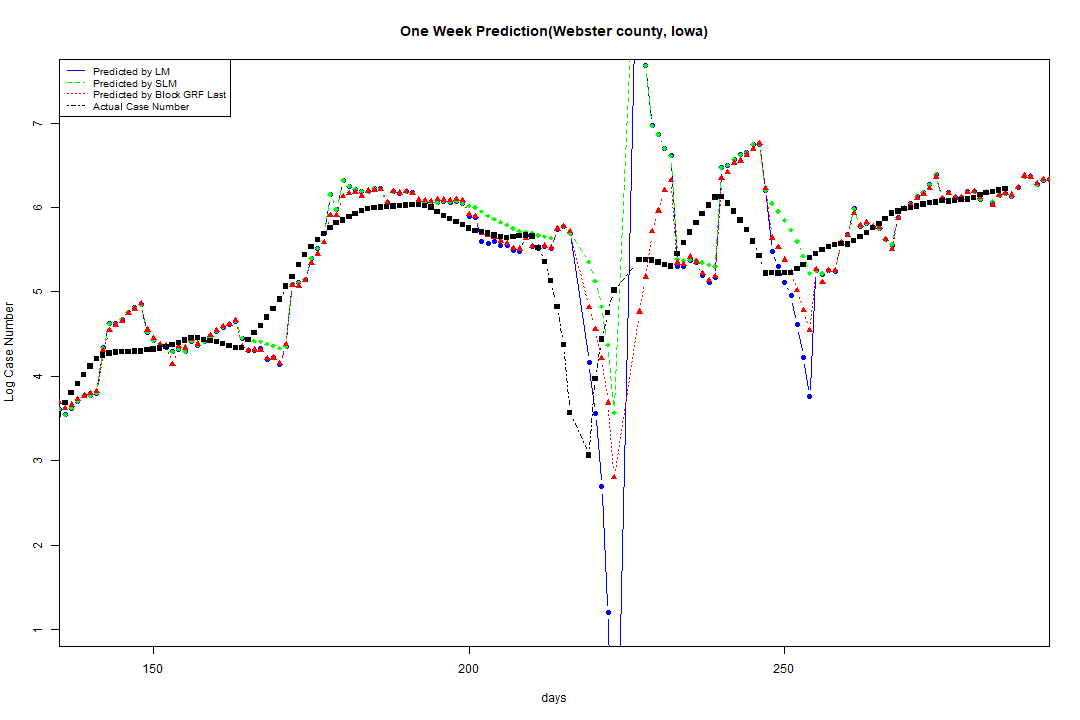 One Week Prediction(Webster county, Iowa)
Predicted by LM
Predicted by SLM
Predicted by Block GRF Last
Actual Case Number
Log Case Number
7
6
5
4
3
2
1
150 200 250
days